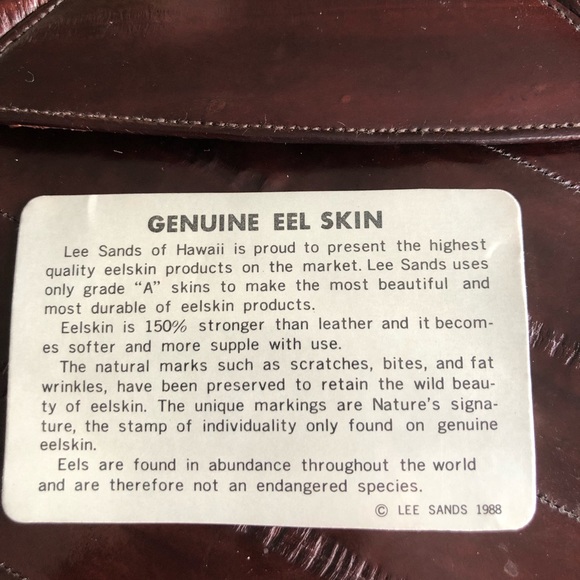 GENUINE EEL SKIN
Lee Sands of Hawaii is proud to present the highest
quality eelskin products on the market. Lee Sands uses
only grade “A” skins to make the most beautiful and
most durable of eelskin products.
Eelskin is 150% stronger than leather and it becom-
es softer and more supple with use.
The natural marks such as scratches, bites, and fat
wrinkles, have been preserved to retain the wild beau-
ty of eelskin. The unique markings are Nature's signa-
ture, the stamp of individuality only found on genuine
eelskin.
Eels are found in abundance throughout the world
and are therefore not an endangered species.
© LEE SANDS 1988